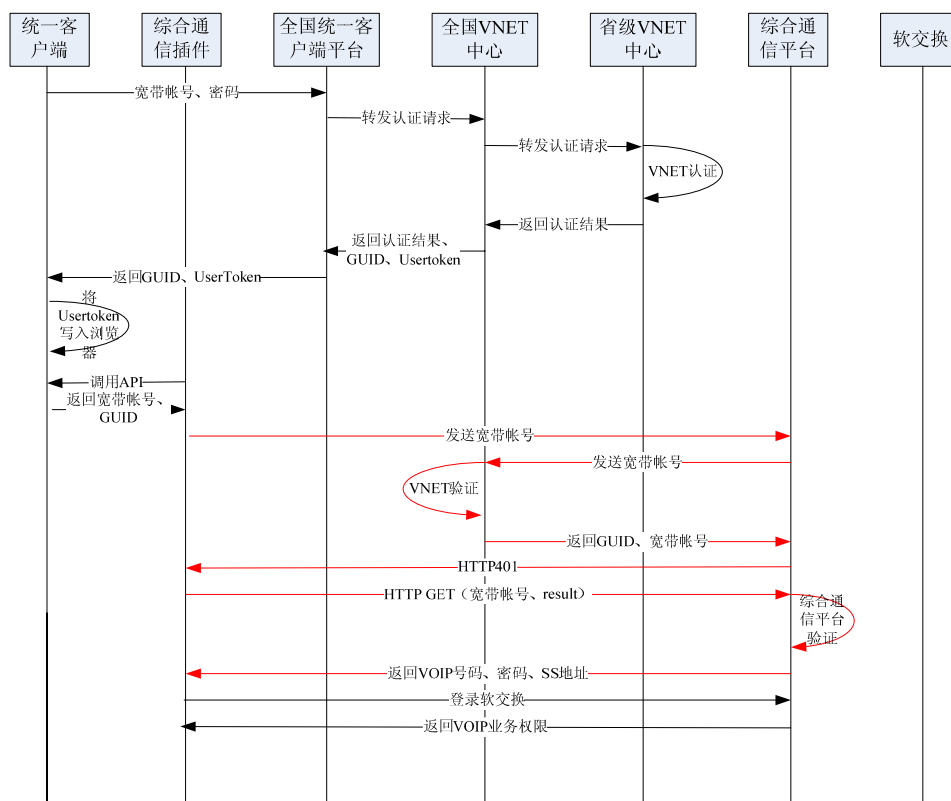 统一客
户端
综合通
信插件
全国统一客
户端平台
全国VNET
中心
省级VNET
中心
综合通
信平台
软交换
宽带帐号、密码
转发认证请求
转发认证请求
VNET认证
返回认证结果
返回认证结果、
GUID、Usertoken
返回GUID、UserToken
将
Usertoken
写入浏览
器
调用API
返回宽带帐号、
GUID
发送宽带帐号
发送宽带帐号
VNET验证
返回GUID、宽带帐号
HTTP401
HTTP GET（宽带帐号、result）
综合通
信平台
验证
返回VOIP号码、密码、SS地址
登录软交换
返回VOIP业务权限